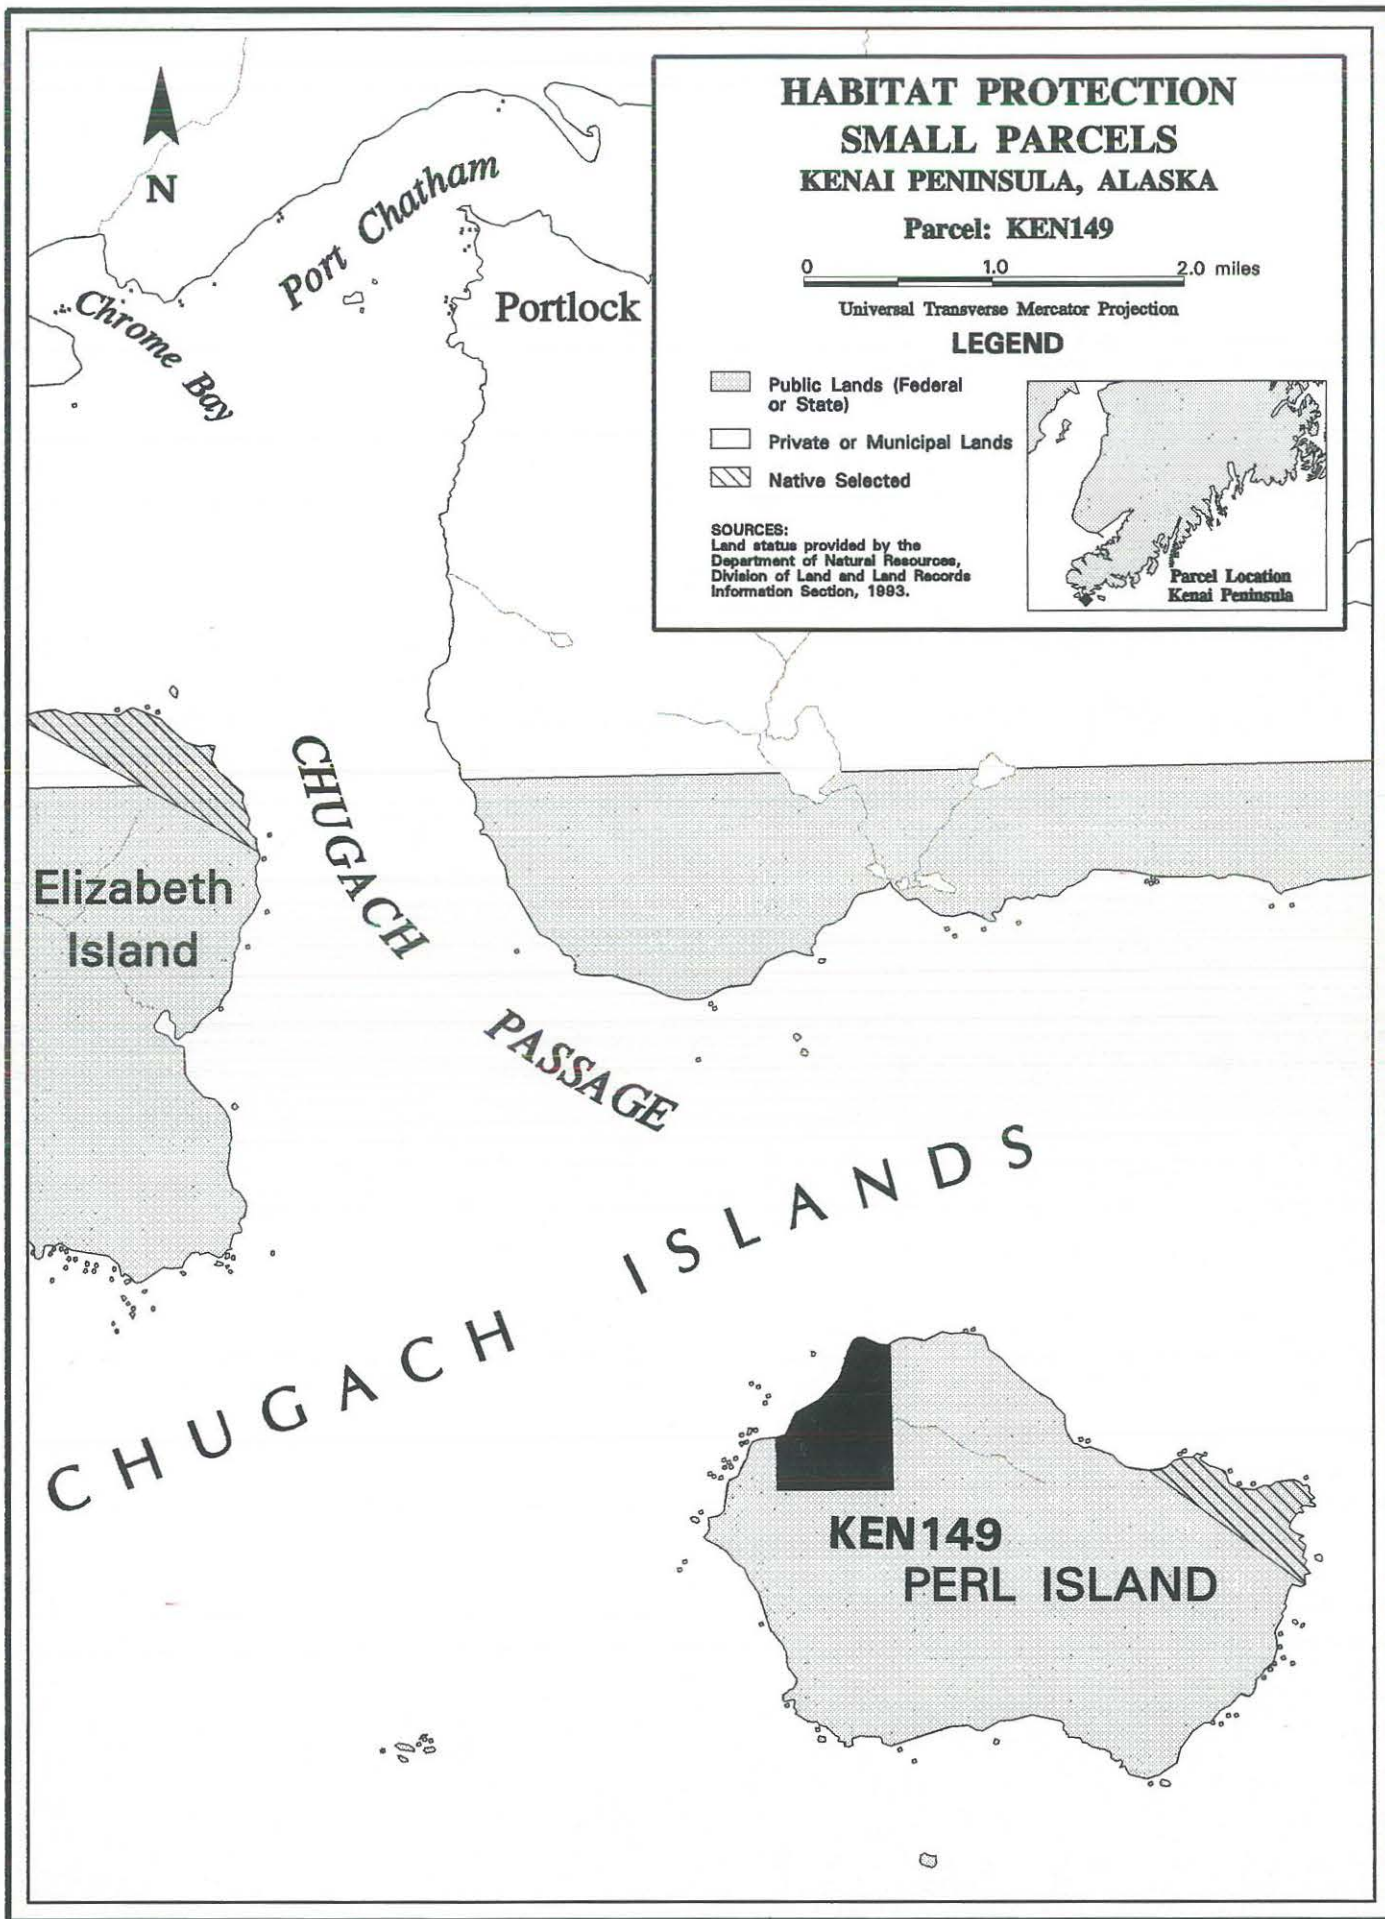 HABITAT PROTECTION
SMALL PARCELS
KENAI PENINSULA, ALASKA
Parcel: KEN149
0 1.0 2.0 miles
Universal Transverse Mercator Projection
LEGEND
Public Lands (Federal
or State)
Private or Municipal Lands
Native Selected
SOURCES:
Land status provided by the
Department of Natural Resources,
Division of Land and Land Records
Information Section, 1993.
Parcel Location
Kenai Peninsula
N
Port Chatham
Chrome Bay
Portlock
CHUGACH
PASSAGE
Elizabeth
Island
CHUGACH ISLANDS
KEN149
PERL ISLAND